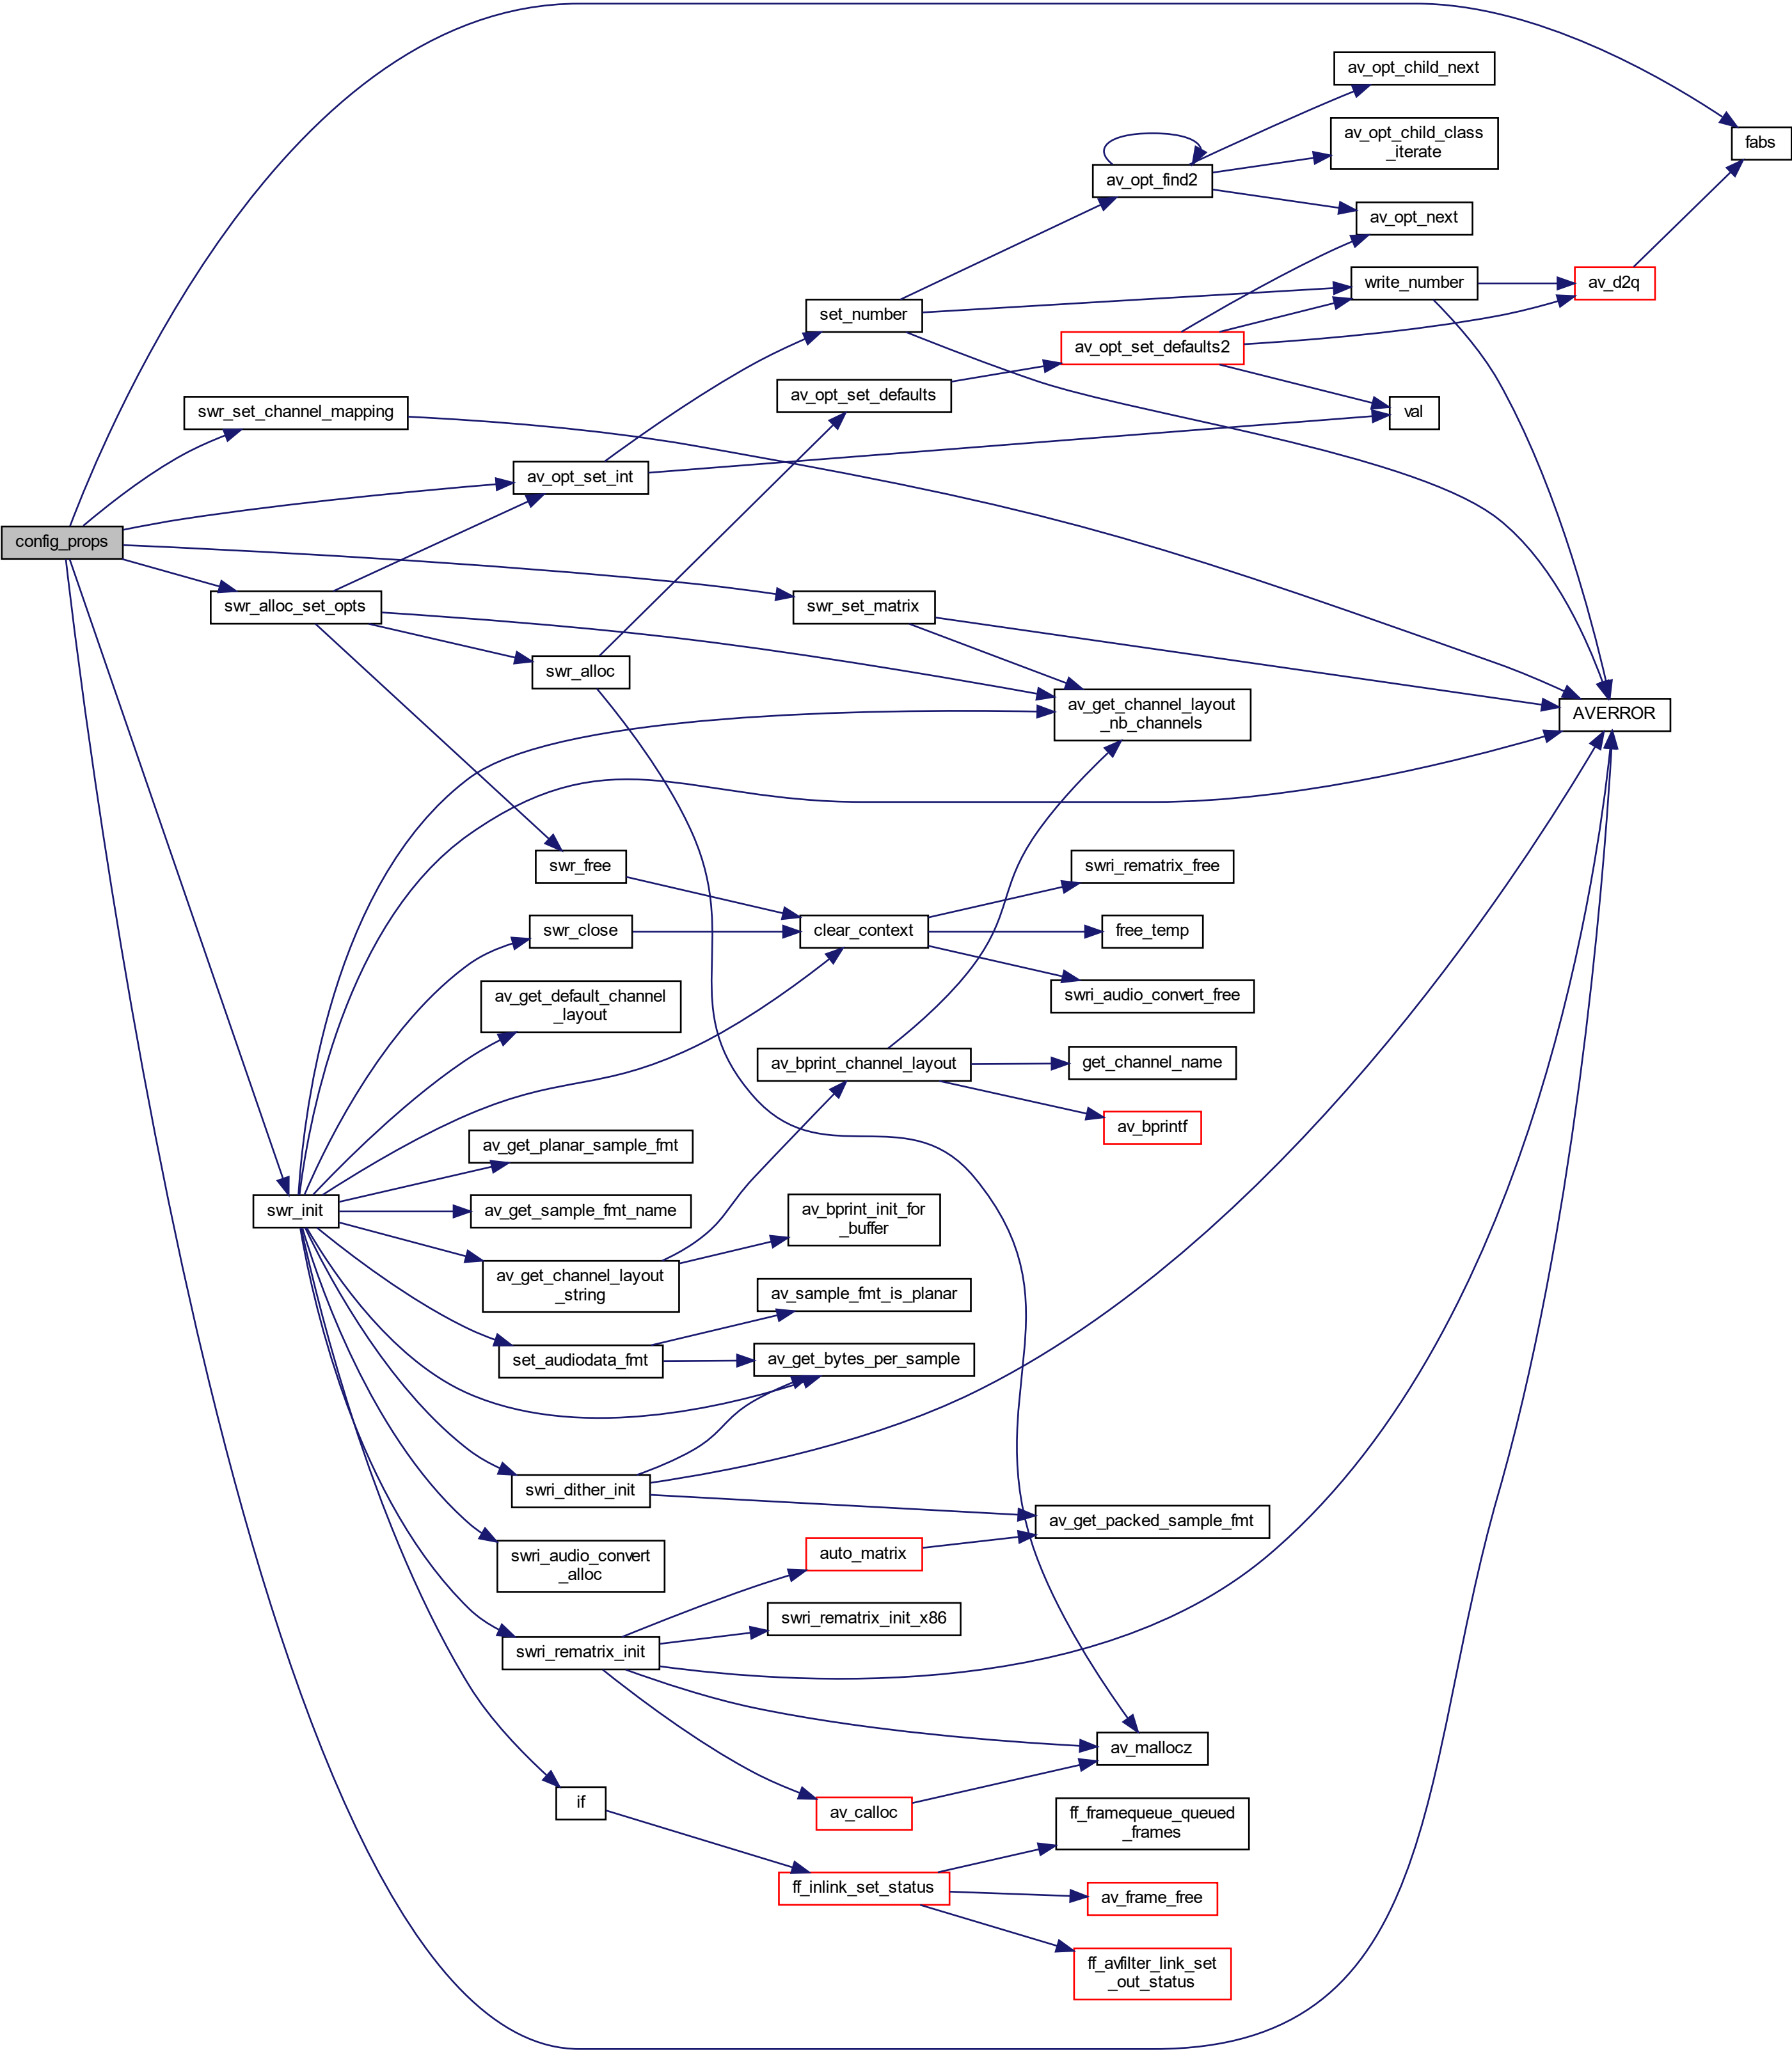 av_opt_child_next
av_opt_child_class
_iterate
fabs
av_opt_find2
av_opt_next
write_number
av_d2q
set_number
av_opt_set_defaults2
av_opt_set_defaults
swr_set_channel_mapping
val
av_opt_set_int
config_props
swr_alloc_set_opts
swr_set_matrix
swr_alloc
av_get_channel_layout
_nb_channels
AVERROR
swr_free
swri_rematrix_free
swr_close
clear_context
free_temp
av_get_default_channel
_layout
swri_audio_convert_free
av_bprint_channel_layout
get_channel_name
av_bprintf
av_get_planar_sample_fmt
swr_init
av_get_sample_fmt_name
av_bprint_init_for
_buffer
av_get_channel_layout
_string
av_sample_fmt_is_planar
set_audiodata_fmt
av_get_bytes_per_sample
swri_dither_init
av_get_packed_sample_fmt
swri_audio_convert
_alloc
auto_matrix
swri_rematrix_init_x86
swri_rematrix_init
av_mallocz
if
av_calloc
ff_framequeue_queued
_frames
ff_inlink_set_status
av_frame_free
ff_avfilter_link_set
_out_status